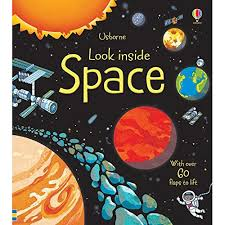 Usborne
Look inside
Space
With over
60
flaps to lift